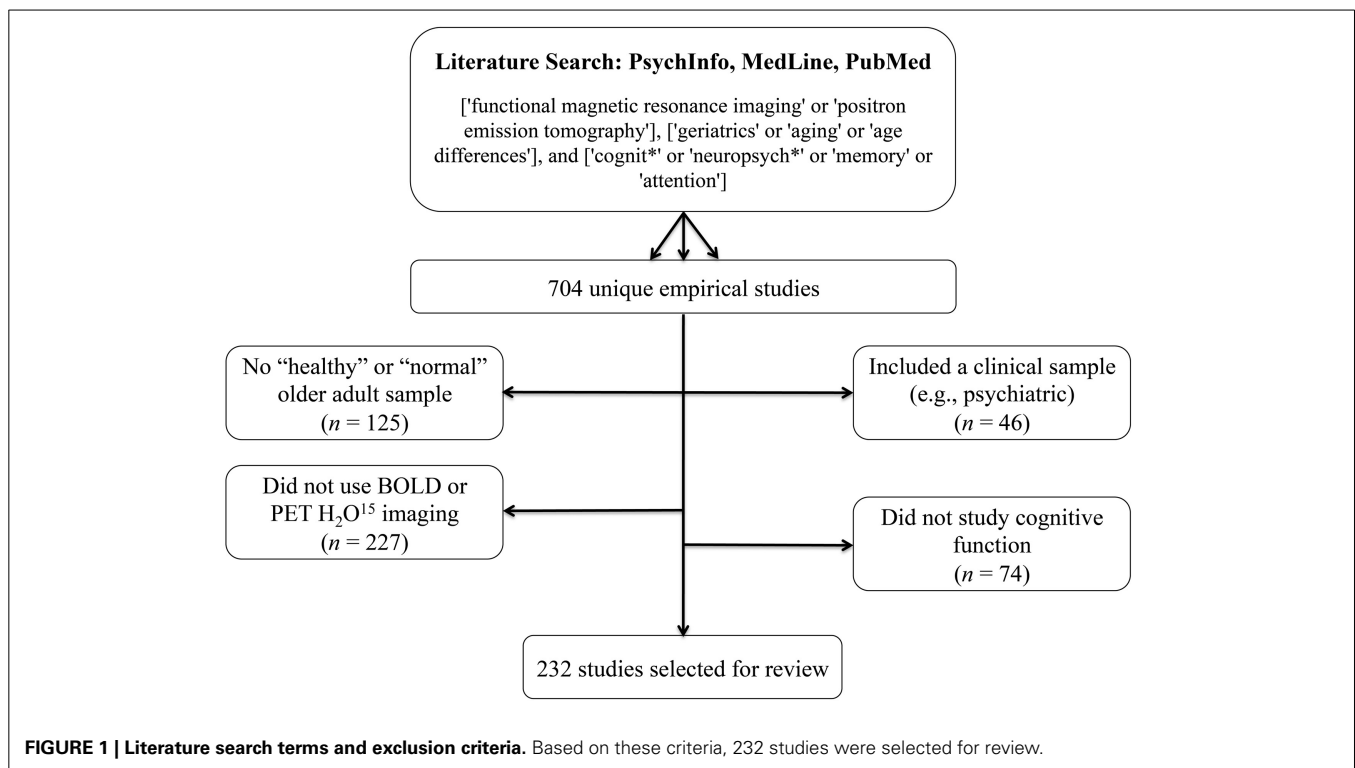 Literature Search: PsychInfo, MedLine, PubMed
['functional magnetic resonance imaging' or 'positron
emission tomography'], ['geriatrics' or 'aging' or 'age
differences'], and ['cognit*' or 'neuropsych*' or 'memory' or
'attention']
704 unique empirical studies
No “healthy” or “normal”
older adult sample
(n = 125)
Included a clinical sample
(e.g., psychiatric)
(n = 46)
Did not use BOLD or
PET H₂O¹⁵ imaging
(n = 227)
Did not study cognitive
function
(n = 74)
232 studies selected for review
FIGURE 1 | Literature search terms and exclusion criteria. Based on these criteria, 232 studies were selected for review.